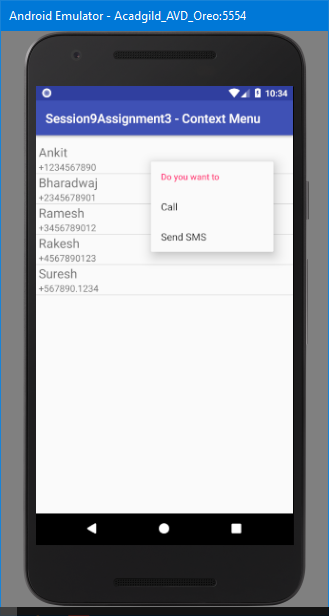 Android Emulator - Acadgild_AVD_Oreo:5554
10:34
Session9Assignment3 - Context Menu
Ankit
+1234567890
Do you want to
Bharadwaj
+2345678901
Call
Ramesh
+3456789012
Send SMS
Rakesh
+4567890123
Suresh
+567890.1234